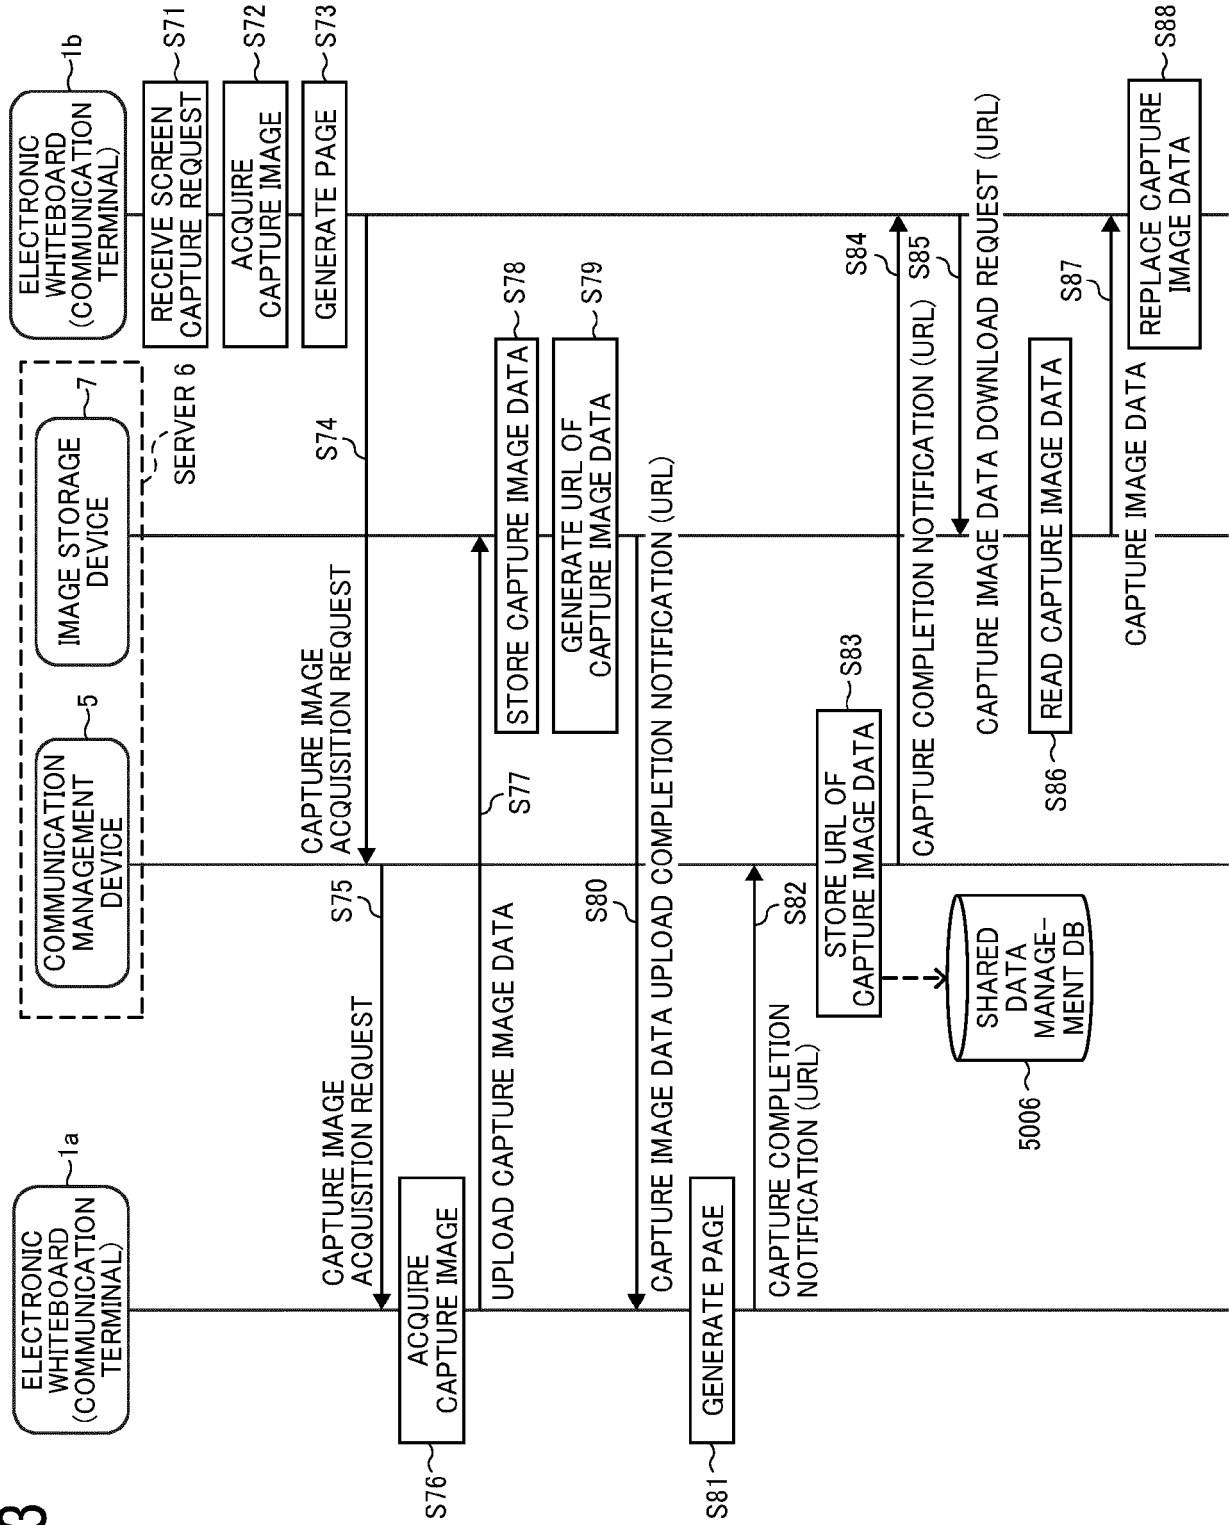 3
ELECTRONIC
WHITEBOARD
(COMMUNICATION
TERMINAL)
1a
COMMUNICATION
MANAGEMENT
DEVICE
5
IMAGE STORAGE
DEVICE
7
SERVER 6
ELECTRONIC
WHITEBOARD
(COMMUNICATION
TERMINAL)
1b
RECEIVE SCREEN
CAPTURE REQUEST
S71
ACQUIRE
CAPTURE IMAGE
S72
GENERATE PAGE
S73
CAPTURE IMAGE
ACQUISITION REQUEST
S74
CAPTURE IMAGE
ACQUISITION REQUEST
S75
S76
ACQUIRE
CAPTURE IMAGE
UPLOAD CAPTURE IMAGE DATA
S77
STORE CAPTURE IMAGE DATA
S78
GENERATE URL OF
CAPTURE IMAGE DATA
S79
S80
CAPTURE IMAGE DATA UPLOAD COMPLETION NOTIFICATION (URL)
S81
GENERATE PAGE
CAPTURE COMPLETION
NOTIFICATION (URL)
S82
STORE URL OF
CAPTURE IMAGE DATA
S83
5006
SHARED
DATA
MANAGE-
MENT DB
S84
CAPTURE COMPLETION NOTIFICATION (URL)
S85
CAPTURE IMAGE DATA DOWNLOAD REQUEST (URL)
S86
READ CAPTURE IMAGE DATA
S87
CAPTURE IMAGE DATA
REPLACE CAPTURE
IMAGE DATA
S88